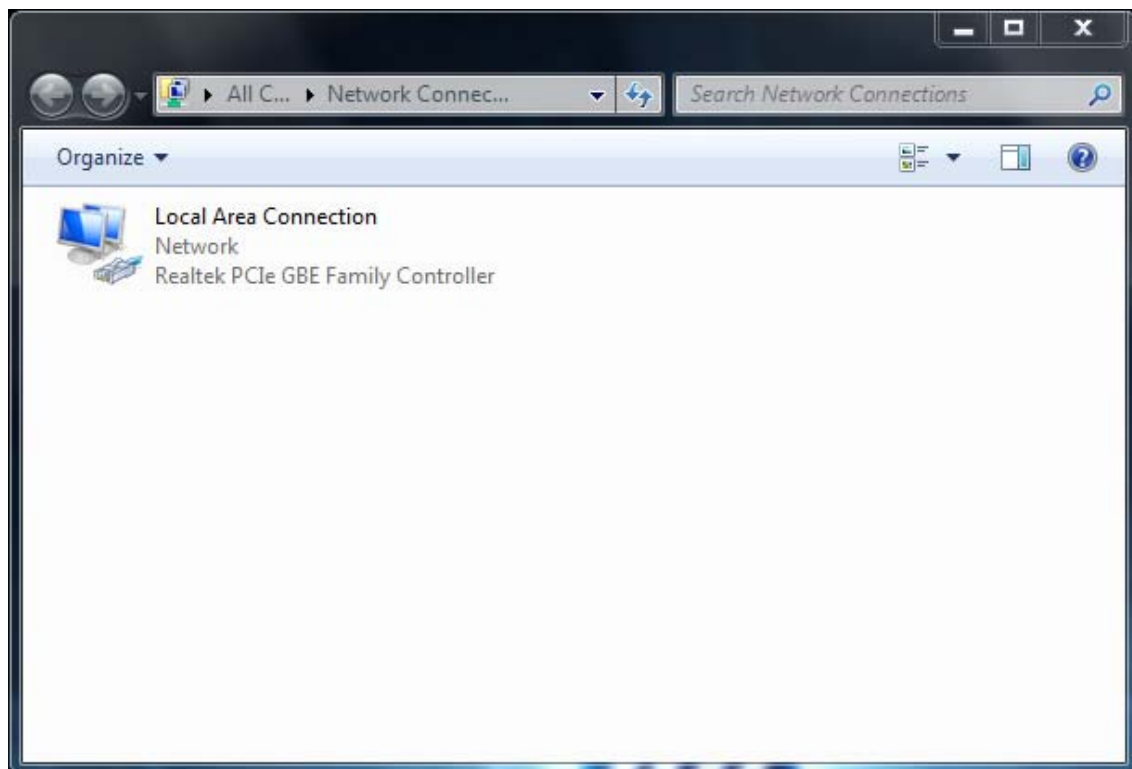 All C... Network Connec...
Search Network Connections
Organize
Local Area Connection
Network
Realtek PCIe GBE Family Controller